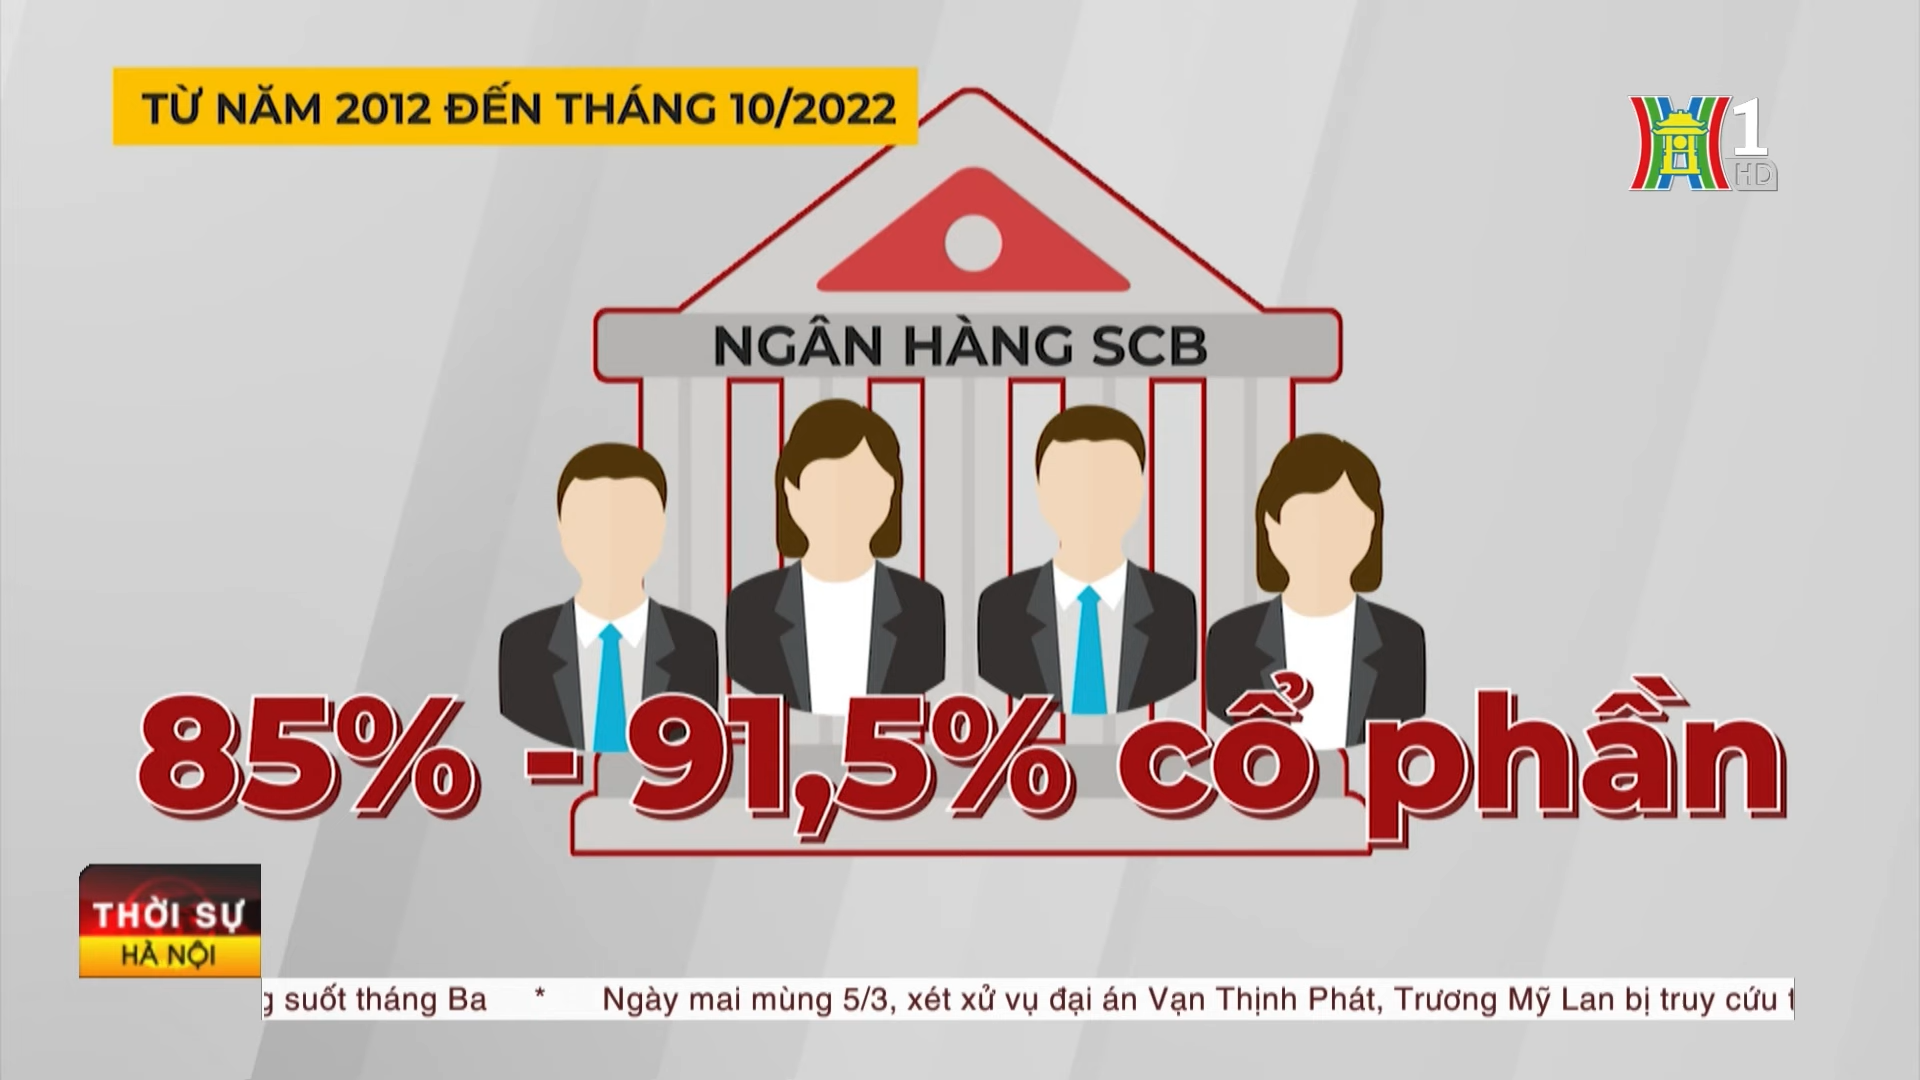 TỪ NĂM 2012 ĐẾN THÁNG 10/2022
1
HD
NGÂN HÀNG SCB
85% - 91,5% cổ phần
THỜI SỰ
HÀ NỘI
g suốt tháng Ba * Ngày mai mùng 5/3, xét xử vụ đại án Vạn Thịnh Phát, Trương Mỹ Lan bị truy cứu t